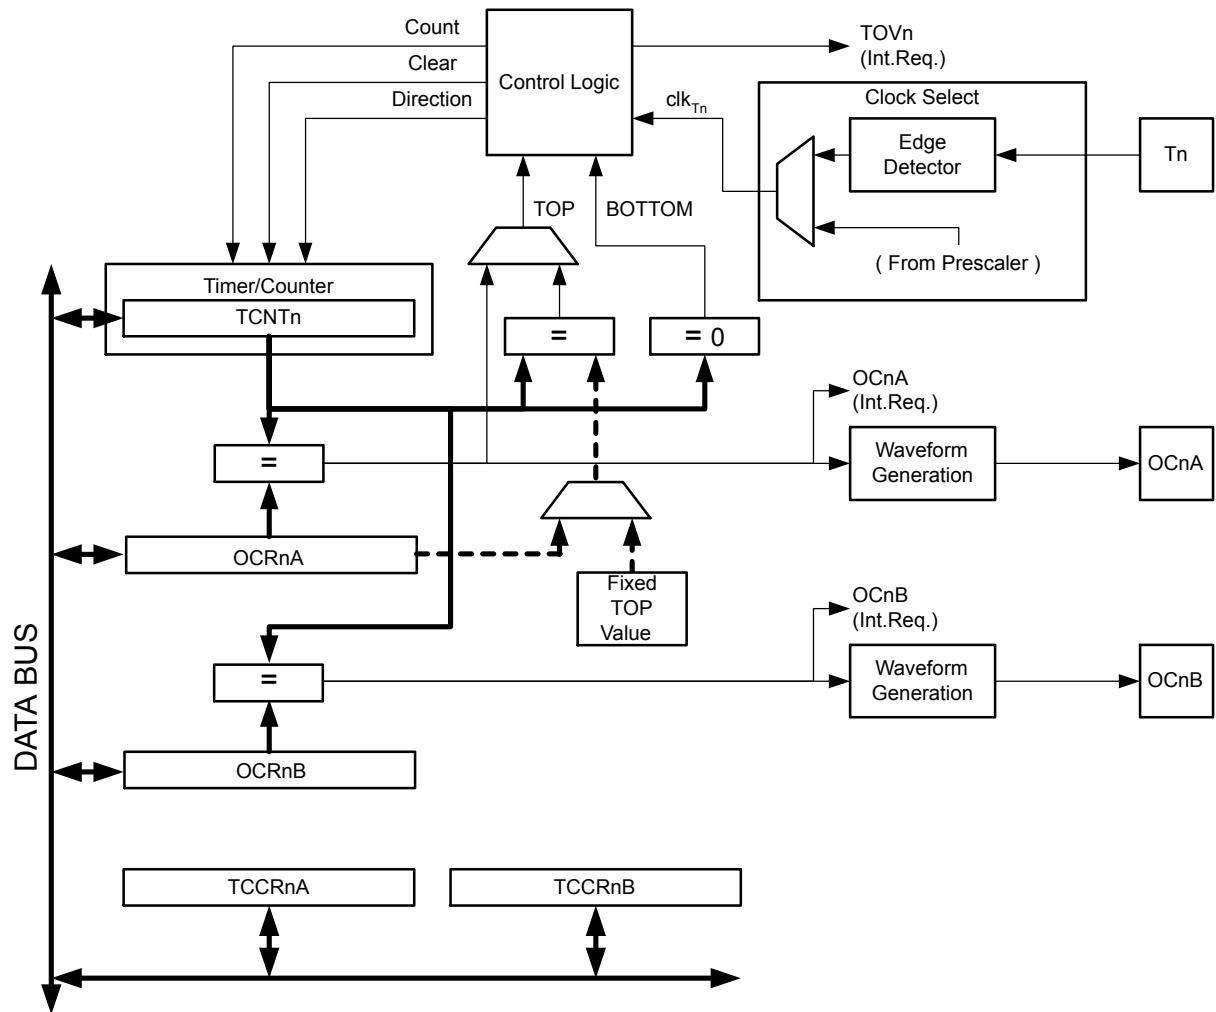 Count
Clear
Direction
Control Logic
TOVn
(Int.Req.)
clkTn
Clock Select
Edge
Detector
Tn
( From Prescaler )
TOP
BOTTOM
Timer/Counter
TCNTn
=
= 0
OCnA
(Int.Req.)
=
Waveform
Generation
OCnA
OCRnA
Fixed
TOP
Value
OCnB
(Int.Req.)
=
Waveform
Generation
OCnB
OCRnB
DATA BUS
TCCRnA
TCCRnB